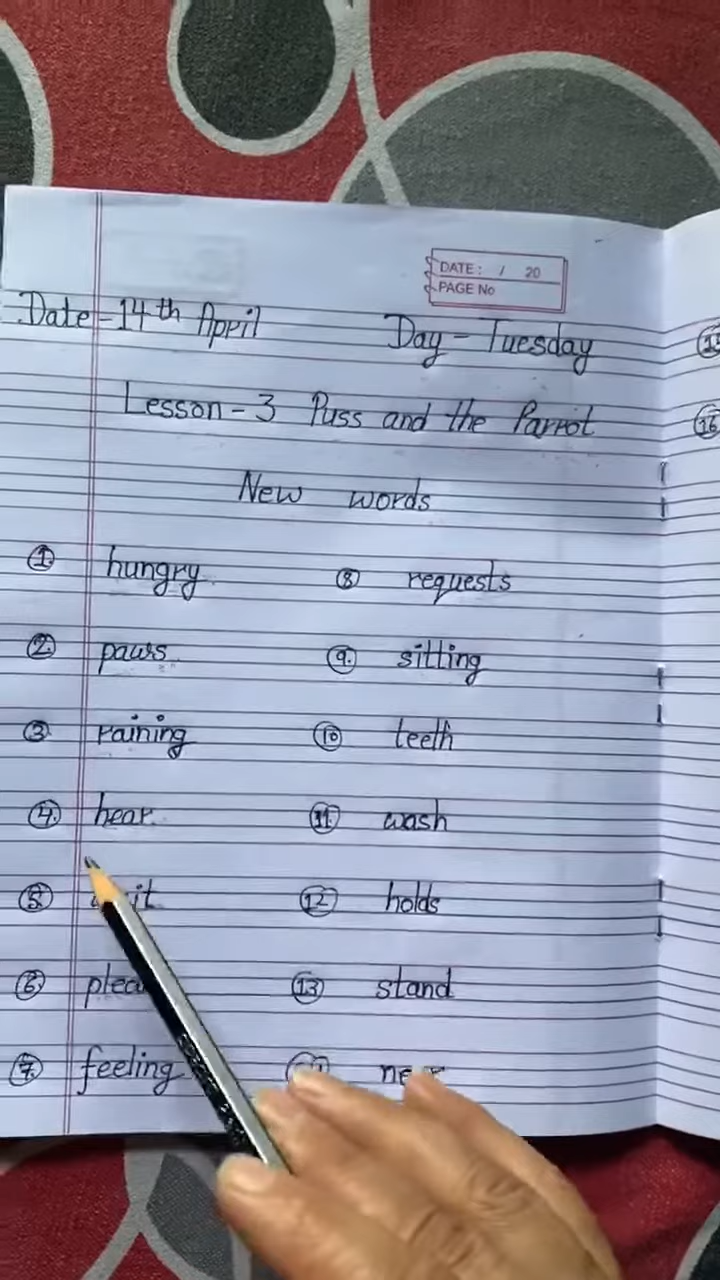 DATE: / 20
PAGE No
Date-14th April Day-Tuesday
Lesson-3 Puss and the Parrot
New words
1. hungry 8 requests
2. paws 9. sitting
3 raining 10 teeth
4. hear 11 wash
5. 12 holds
6 13 stand
7. feeling
15
16